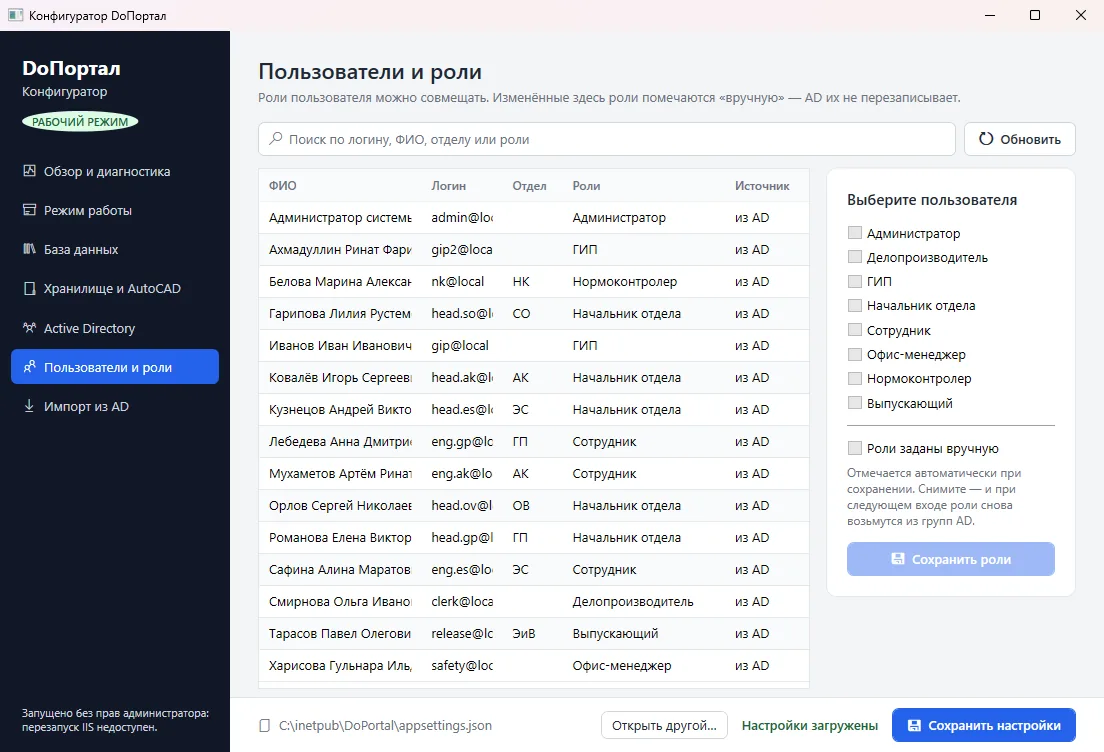 Конфигуратор DoПортал
DoПортал
Конфигуратор
РАБОЧИЙ РЕЖИМ
Обзор и диагностика
Режим работы
База данных
Хранилище и AutoCAD
Active Directory
Пользователи и роли
Импорт из AD
Запущено без прав администратора:
перезапуск IIS недоступен.
Пользователи и роли
Роли пользователя можно совмещать. Изменённые здесь роли помечаются «вручную» — AD их не перезаписывает.
Поиск по логину, ФИО, отделу или роли
Обновить
ФИО Логин Отдел Роли Источник
Администратор системы admin@loc Администратор из AD
Ахмадуллин Ринат Фари gip2@loca ГИП из AD
Белова Марина Алексан nk@local НК Нормоконтролер из AD
Гарипова Лилия Рустем head.so@l СО Начальник отдела из AD
Иванов Иван Иванович gip@local ГИП из AD
Ковалёв Игорь Сергеев head.ak@l АК Начальник отдела из AD
Кузнецов Андрей Викто head.es@l ЭС Начальник отдела из AD
Лебедева Анна Дмитри eng.gp@lc ГП Сотрудник из AD
Мухаметов Артём Ринат eng.ak@lo АК Сотрудник из AD
Орлов Сергей Николаев head.ov@l ОВ Начальник отдела из AD
Романова Елена Виктор head.gp@l ГП Начальник отдела из AD
Сафина Алина Маратов eng.es@lo ЭС Сотрудник из AD
Смирнова Ольга Ивано clerk@loca Делопроизводитель из AD
Тарасов Павел Олегови release@lc ЭиВ Выпускающий из AD
Харисова Гульнара Иль safety@loc Офис-менеджер из AD
Выберите пользователя
Администратор
Делопроизводитель
ГИП
Начальник отдела
Сотрудник
Офис-менеджер
Нормоконтролер
Выпускающий
Роли заданы вручную
Отмечается автоматически при
сохранении. Снимите — и при
следующем входе роли снова
возьмутся из групп AD.
Сохранить роли
C:\inetpub\DoPortal\appsettings.json
Открыть другой...
Настройки загружены
Сохранить настройки